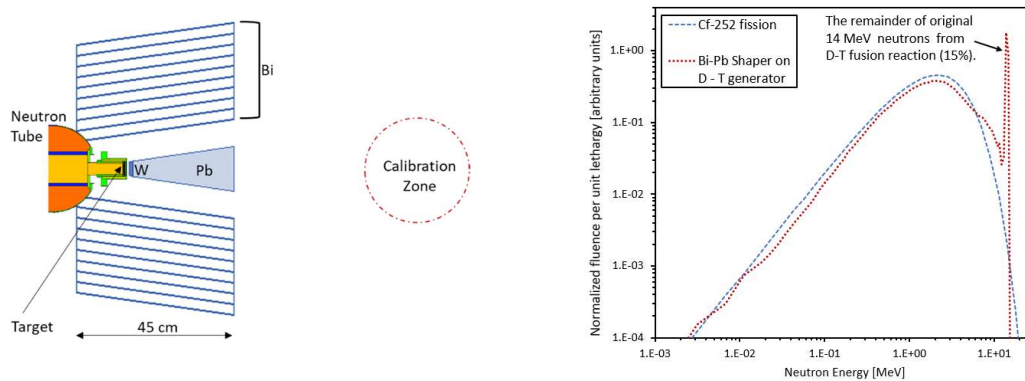 Neutron
Tube
W
Pb
Bi
Calibration
Zone
Target
45 cm
Normalized fluence per unit lethargy [arbitrary units]
1.E+00
1.E-01
1.E-02
1.E-03
1.E-04
Cf-252 fission
Bi-Pb Shaper on
D - T generator
The remainder of original
14 MeV neutrons from
D-T fusion reaction (15%).
1.E-03
1.E-02
1.E-01
1.E+00
1.E+01
Neutron Energy [MeV]